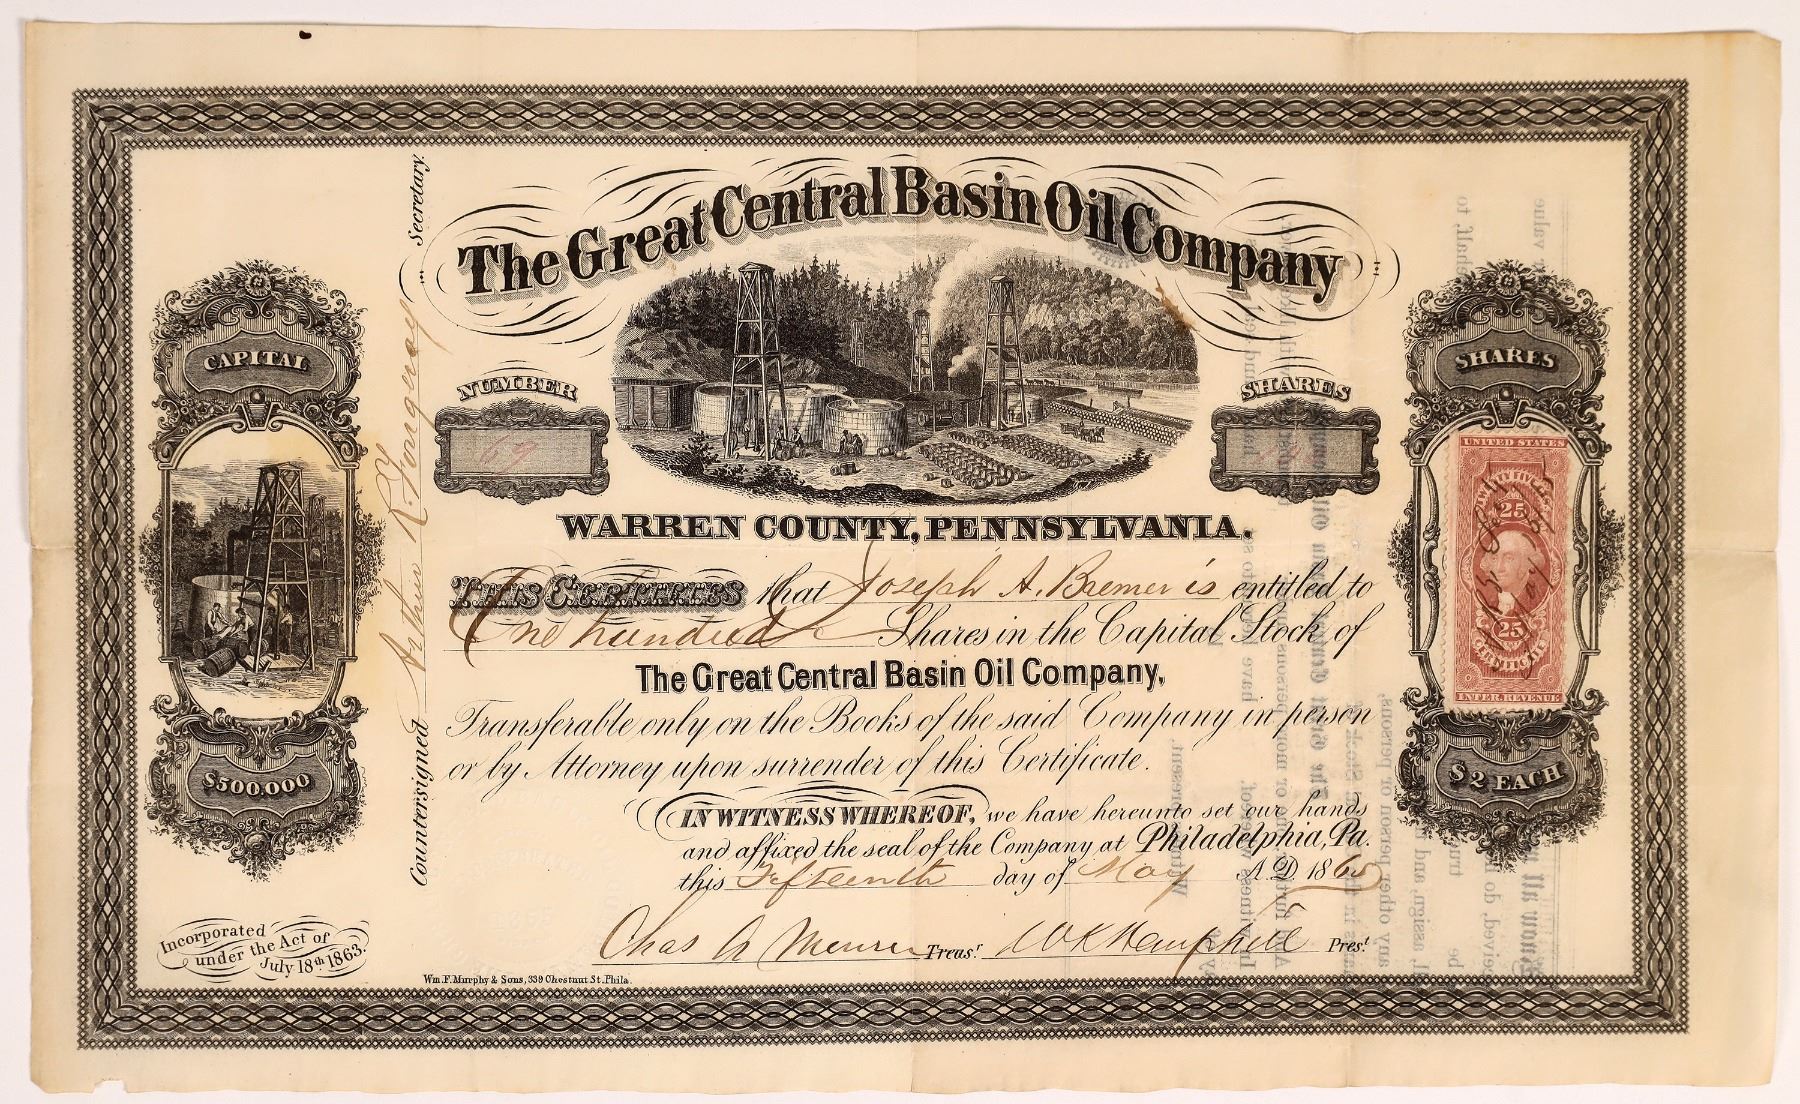 The Great Central Basin Oil Company
CAPITAL
$500,000
NUMBER
69
SHARES
SHARES
$2 EACH
UNITED STATES
25
25
CERTIFICATE
INTER. REVENUE
May
WARREN COUNTY, PENNSYLVANIA.
THIS CERTIFIES that Joseph A. Bremer is entitled to
One hundred Shares in the Capital Stock of
The Great Central Basin Oil Company,
Transferable only on the Books of the said Company in person
or by Attorney upon surrender of this Certificate.
IN WITNESS WHEREOF, we have hereunto set our hands
and affixed the seal of the Company at Philadelphia, Pa.
this Fifteenth day of May A.D. 1865
Chas A Treas.r W K Hemphill Pres.t
Countersigned Arthur R. Secretary.
Incorporated
under the Act of
July 18th 1863.
Wm. F. Murphy & Sons, 339 Chestnut St. Phila.